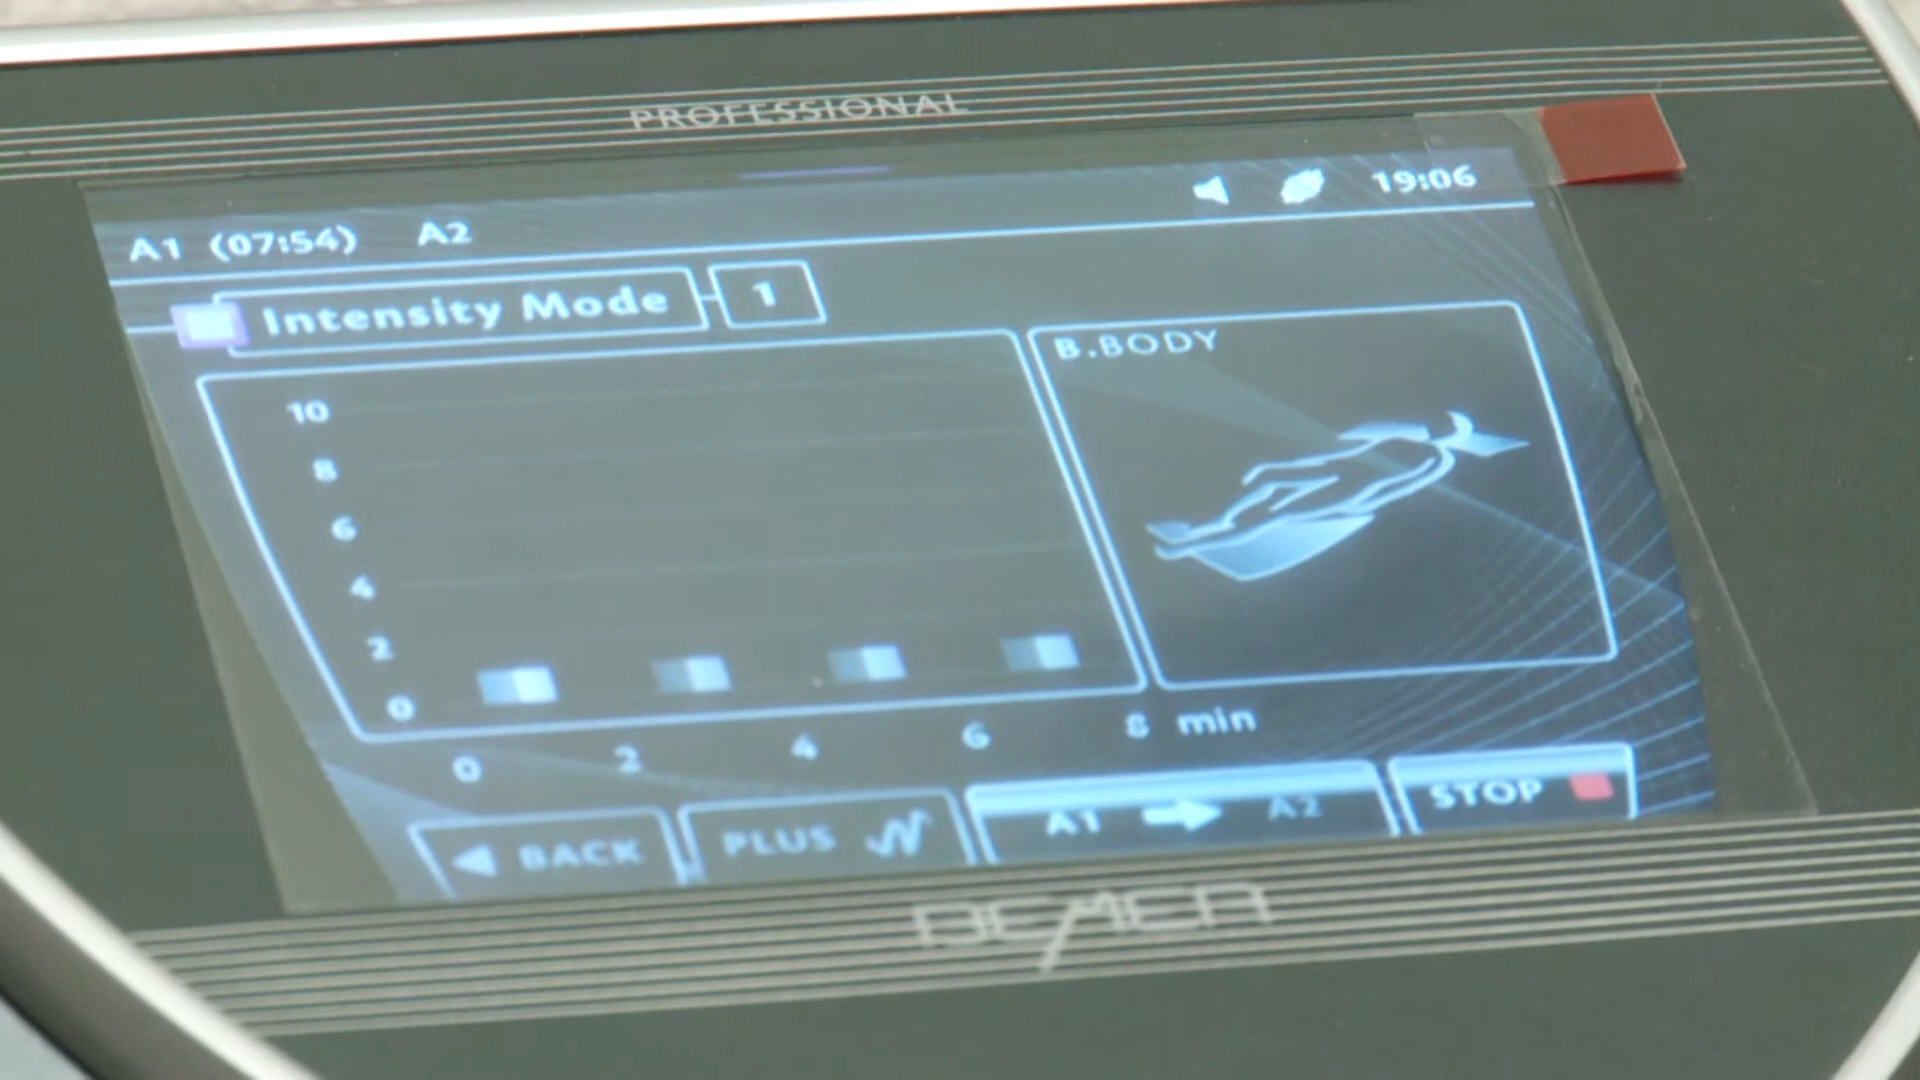 PROFESSIONAL
19:06
A1 (07:54) A2
Intensity Mode 1
B.BODY
10
8
6
4
2
0
0 2 4 6 8 min
BACK PLUS A1 A2 STOP
BEMER